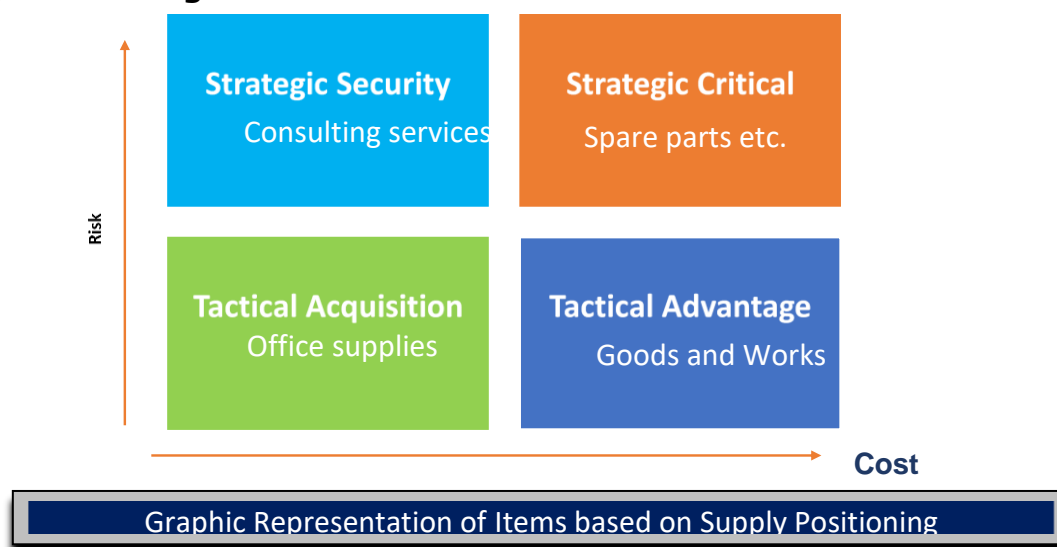 Strategic Security
Consulting services
Strategic Critical
Spare parts etc.
Risk
Tactical Acquisition
Office supplies
Tactical Advantage
Goods and Works
Cost
Graphic Representation of Items based on Supply Positioning